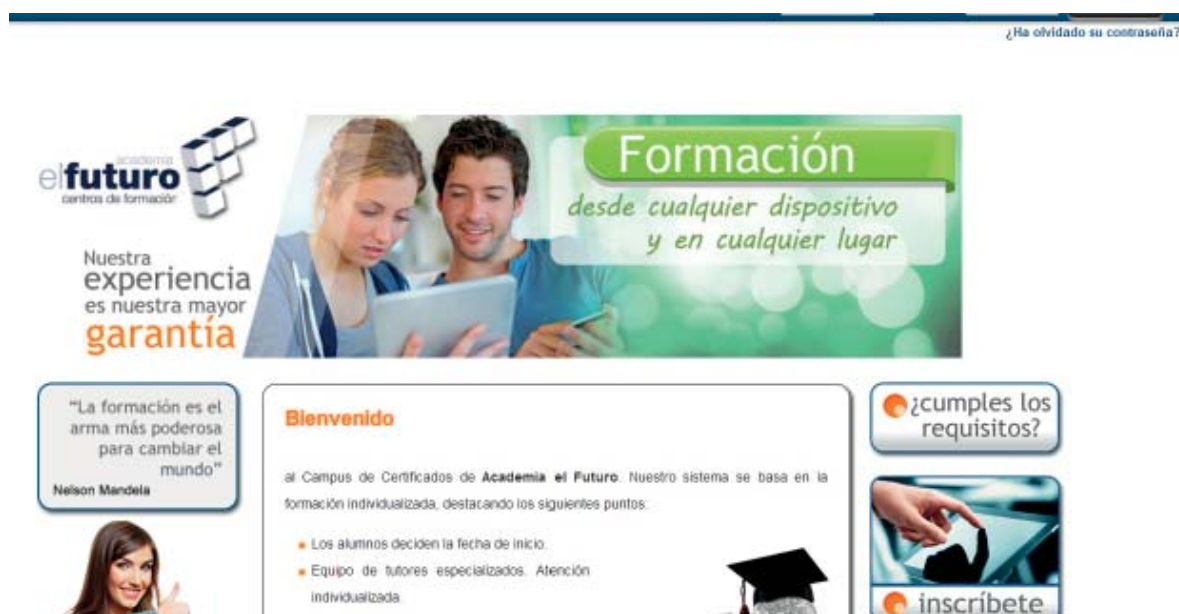 ¿Ha olvidado su contraseña?
academia
elfuturo
centros de formación
Nuestra
experiencia
es nuestra mayor
garantía
Formación
desde cualquier dispositivo
y en cualquier lugar
"La formación es el
arma más poderosa
para cambiar el
mundo"
Nelson Mandela
Bienvenido
al Campus de Certificados de Academia el Futuro. Nuestro sistema se basa en la
formación individualizada, destacando los siguientes puntos:
Los alumnos deciden la fecha de inicio.
Equipo de tutores especializados. Atención
individualizada.
¿cumples los
requisitos?
inscríbete